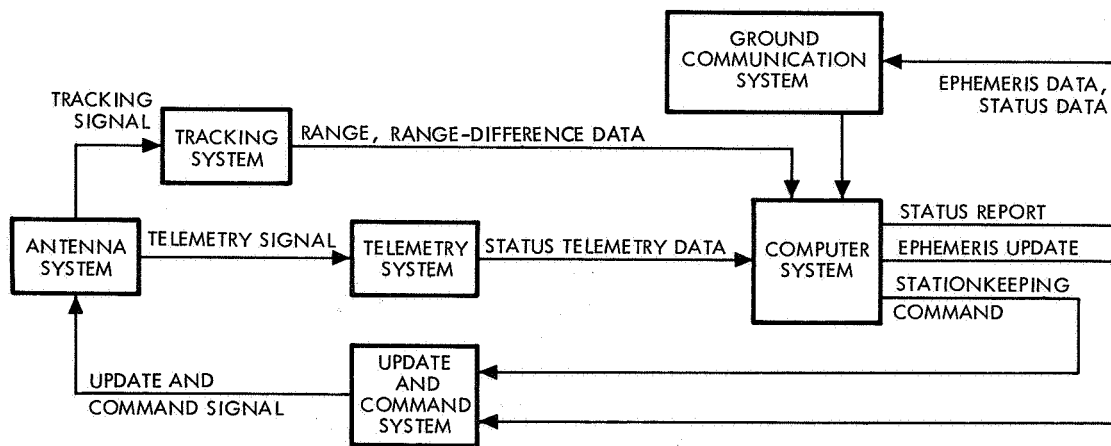 GROUND
COMMUNICATION
SYSTEM
EPHEMERIS DATA,
STATUS DATA
TRACKING
SIGNAL
TRACKING
SYSTEM
RANGE, RANGE-DIFFERENCE DATA
ANTENNA
SYSTEM
TELEMETRY SIGNAL
TELEMETRY
SYSTEM
STATUS TELEMETRY DATA
COMPUTER
SYSTEM
STATUS REPORT
EPHEMERIS UPDATE
STATIONKEEPING
COMMAND
UPDATE AND
COMMAND SIGNAL
UPDATE
AND
COMMAND
SYSTEM